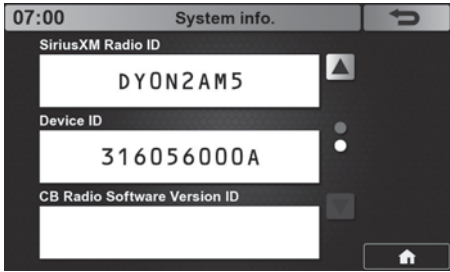 07:00 System info.
SiriusXM Radio ID
DYON2AM5
Device ID
316056000A
CB Radio Software Version ID